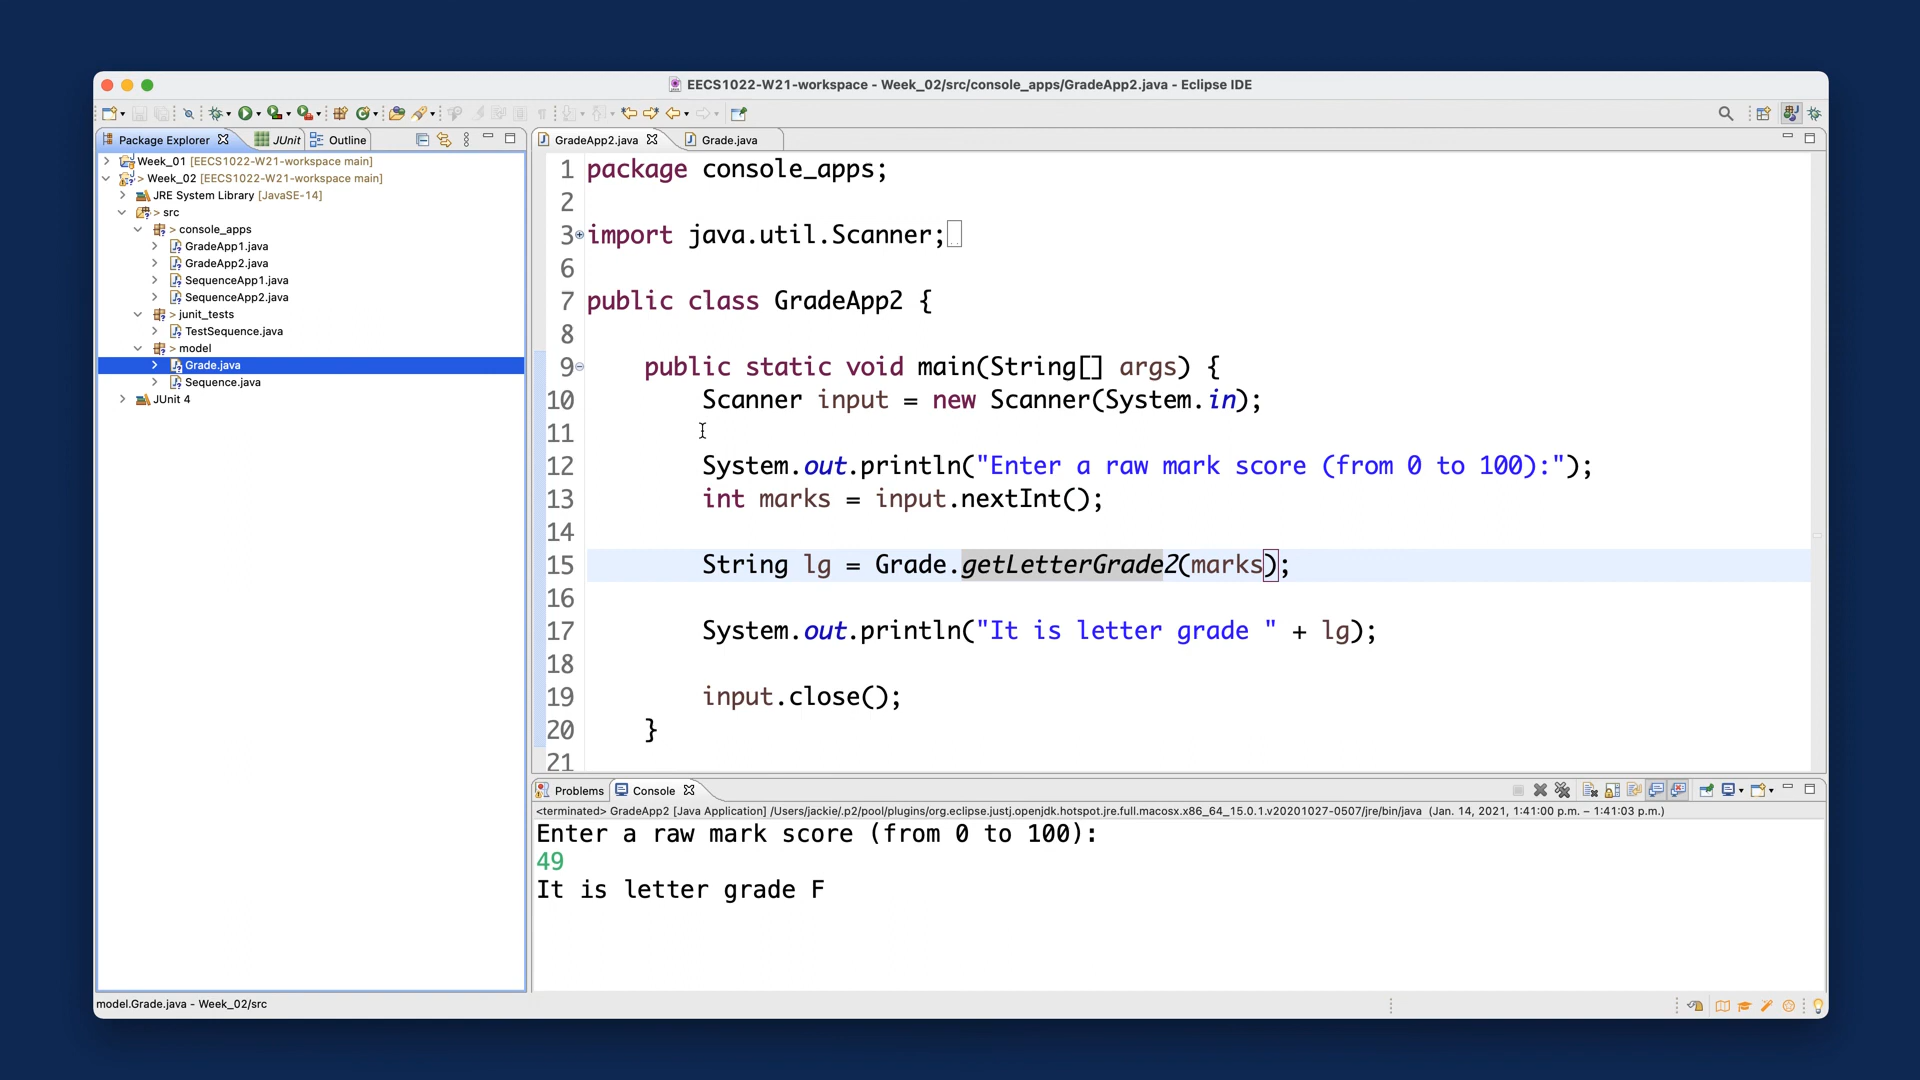 EECS1022-W21-workspace - Week_02/src/console_apps/GradeApp2.java - Eclipse IDE
Package Explorer
JUnit
Outline
GradeApp2.java
Grade.java
Week_01 [EECS1022-W21-workspace main]
> Week_02 [EECS1022-W21-workspace main]
JRE System Library [JavaSE-14]
> src
> console_apps
GradeApp1.java
GradeApp2.java
SequenceApp1.java
SequenceApp2.java
> junit_tests
TestSequence.java
> model
Grade.java
Sequence.java
JUnit 4
1 package console_apps;
2
3 import java.util.Scanner;
6
7 public class GradeApp2 {
8
9 public static void main(String[] args) {
10 Scanner input = new Scanner(System.in);
11
12 System.out.println("Enter a raw mark score (from 0 to 100):");
13 int marks = input.nextInt();
14
15 String lg = Grade.getLetterGrade2(marks);
16
17 System.out.println("It is letter grade " + lg);
18
19 input.close();
20 }
21
Problems
Console
<terminated> GradeApp2 [Java Application] /Users/jackie/.p2/pool/plugins/org.eclipse.justj.openjdk.hotspot.jre.full.macosx.x86_64_15.0.1.v20201027-0507/jre/bin/java (Jan. 14, 2021, 1:41:00 p.m. – 1:41:03 p.m.)
Enter a raw mark score (from 0 to 100):
49
It is letter grade F
model.Grade.java - Week_02/src